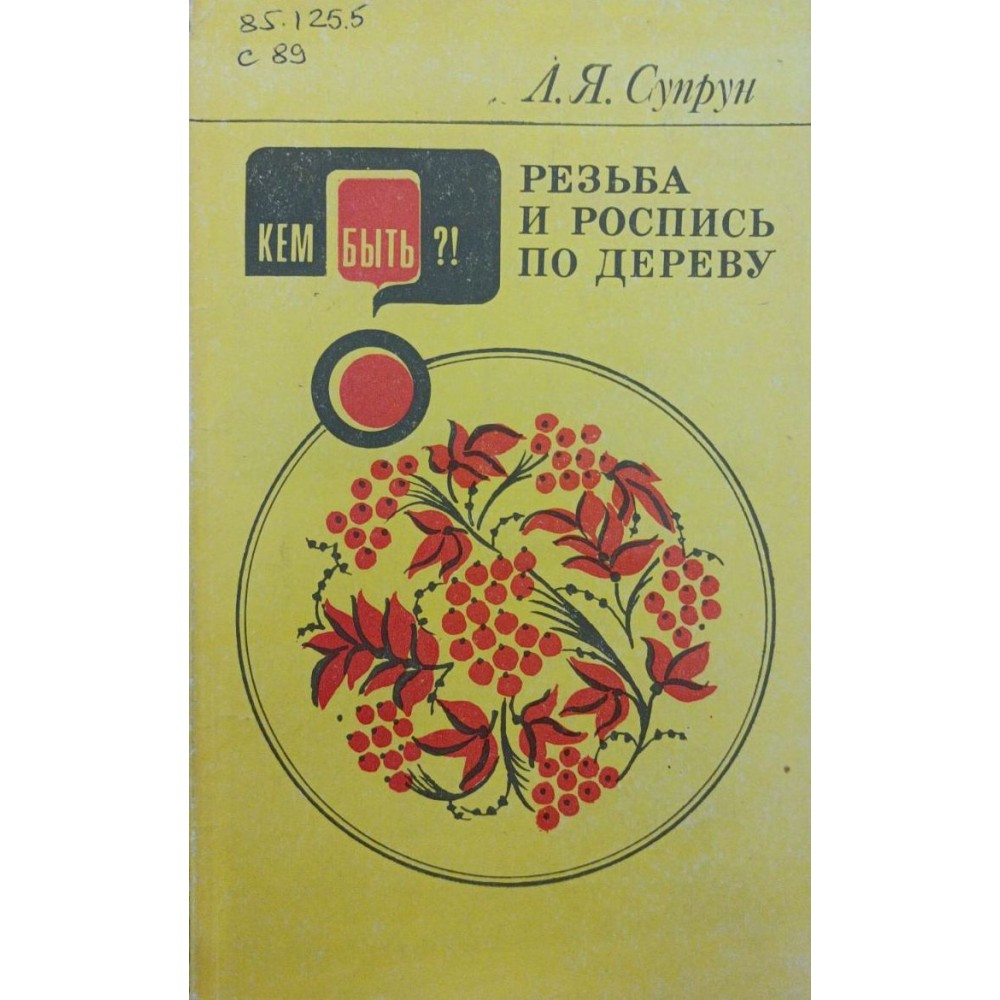 85.125.5
С 89
Л. Я. Супрун
КЕМ БЫТЬ ?!
РЕЗЬБА
И РОСПИСЬ
ПО ДЕРЕВУ